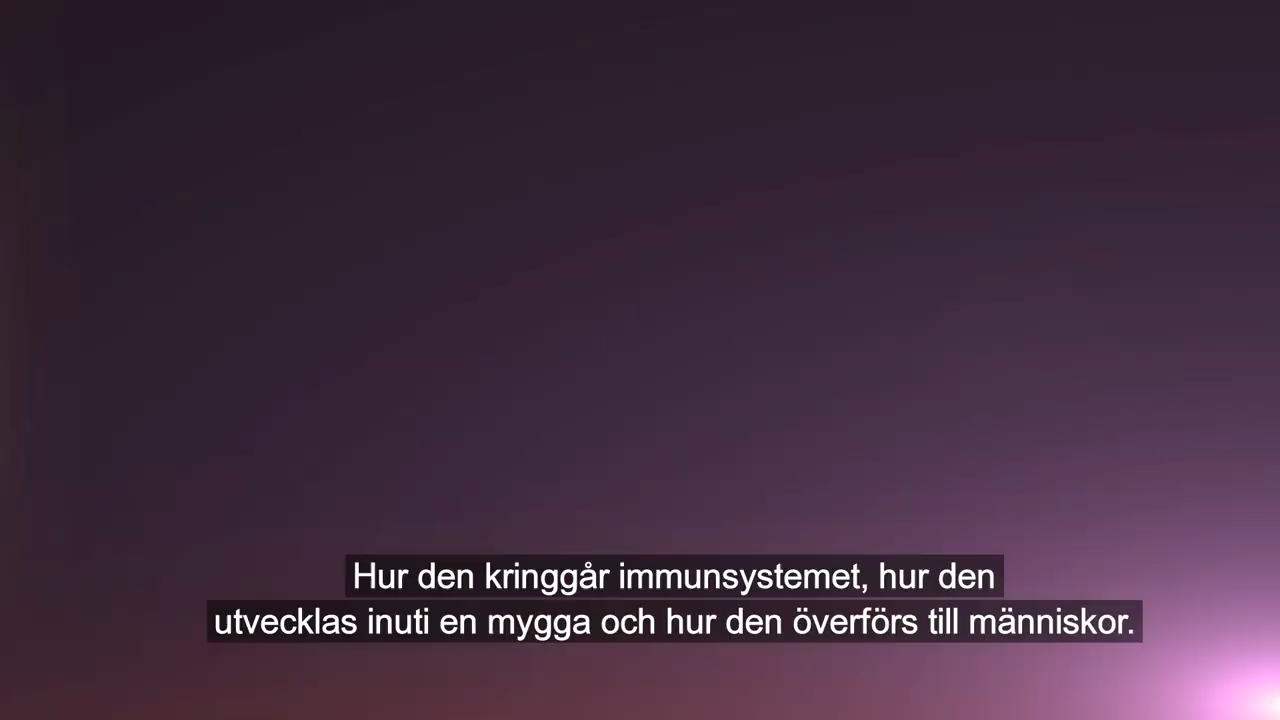 Hur den kringgår immunsystemet, hur den
utvecklas inuti en mygga och hur den överförs till människor.